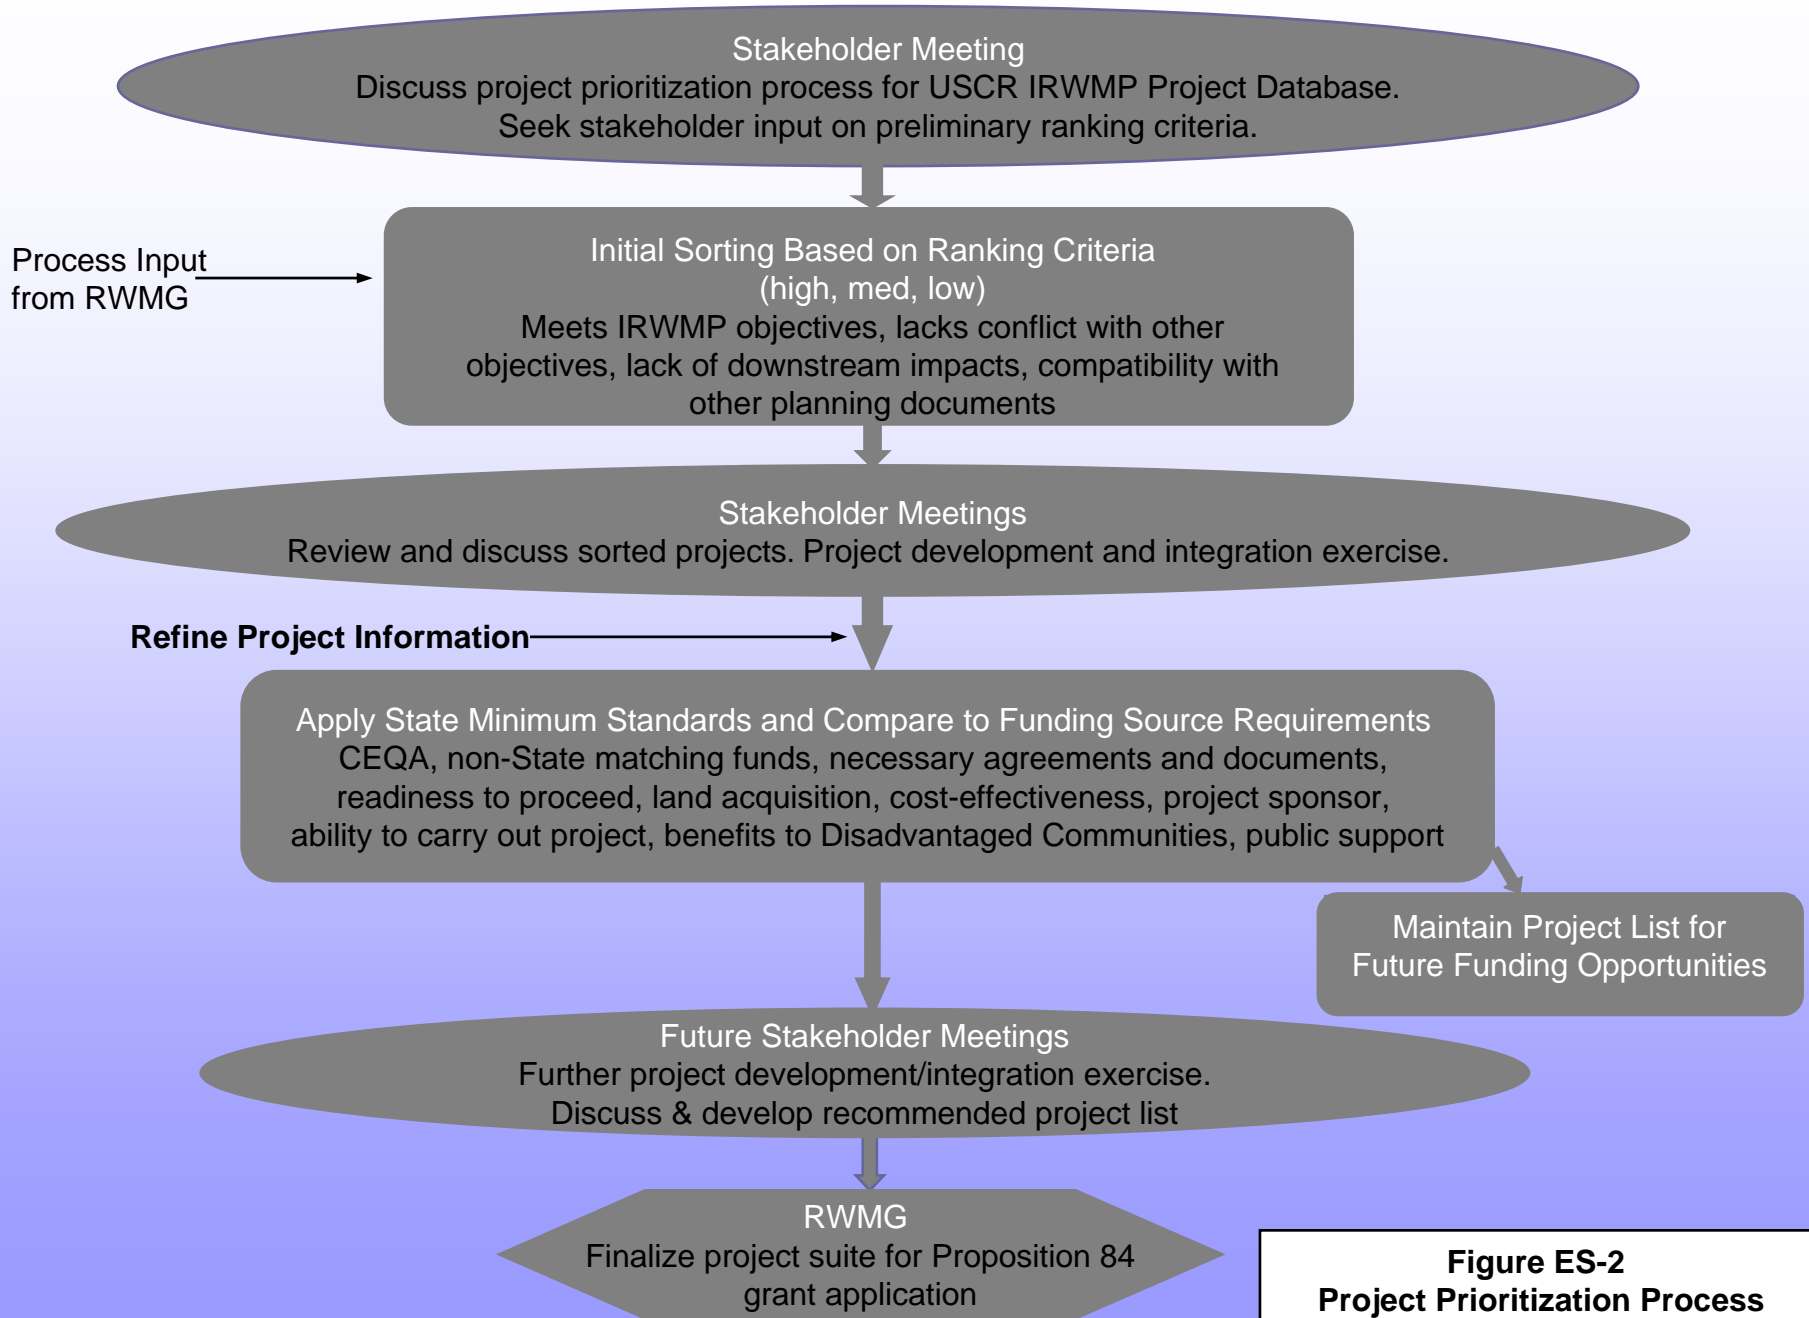 Stakeholder Meeting
Discuss project prioritization process for USCR IRWMP Project Database.
Seek stakeholder input on preliminary ranking criteria.
Process Input
from RWMG
Initial Sorting Based on Ranking Criteria
(high, med, low)
Meets IRWMP objectives, lacks conflict with other
objectives, lack of downstream impacts, compatibility with
other planning documents
Stakeholder Meetings
Review and discuss sorted projects. Project development and integration exercise.
Refine Project Information
Apply State Minimum Standards and Compare to Funding Source Requirements
CEQA, non-State matching funds, necessary agreements and documents,
readiness to proceed, land acquisition, cost-effectiveness, project sponsor,
ability to carry out project, benefits to Disadvantaged Communities, public support
Maintain Project List for
Future Funding Opportunities
Future Stakeholder Meetings
Further project development/integration exercise.
Discuss & develop recommended project list
RWMG
Finalize project suite for Proposition 84
grant application
Figure ES-2
Project Prioritization Process